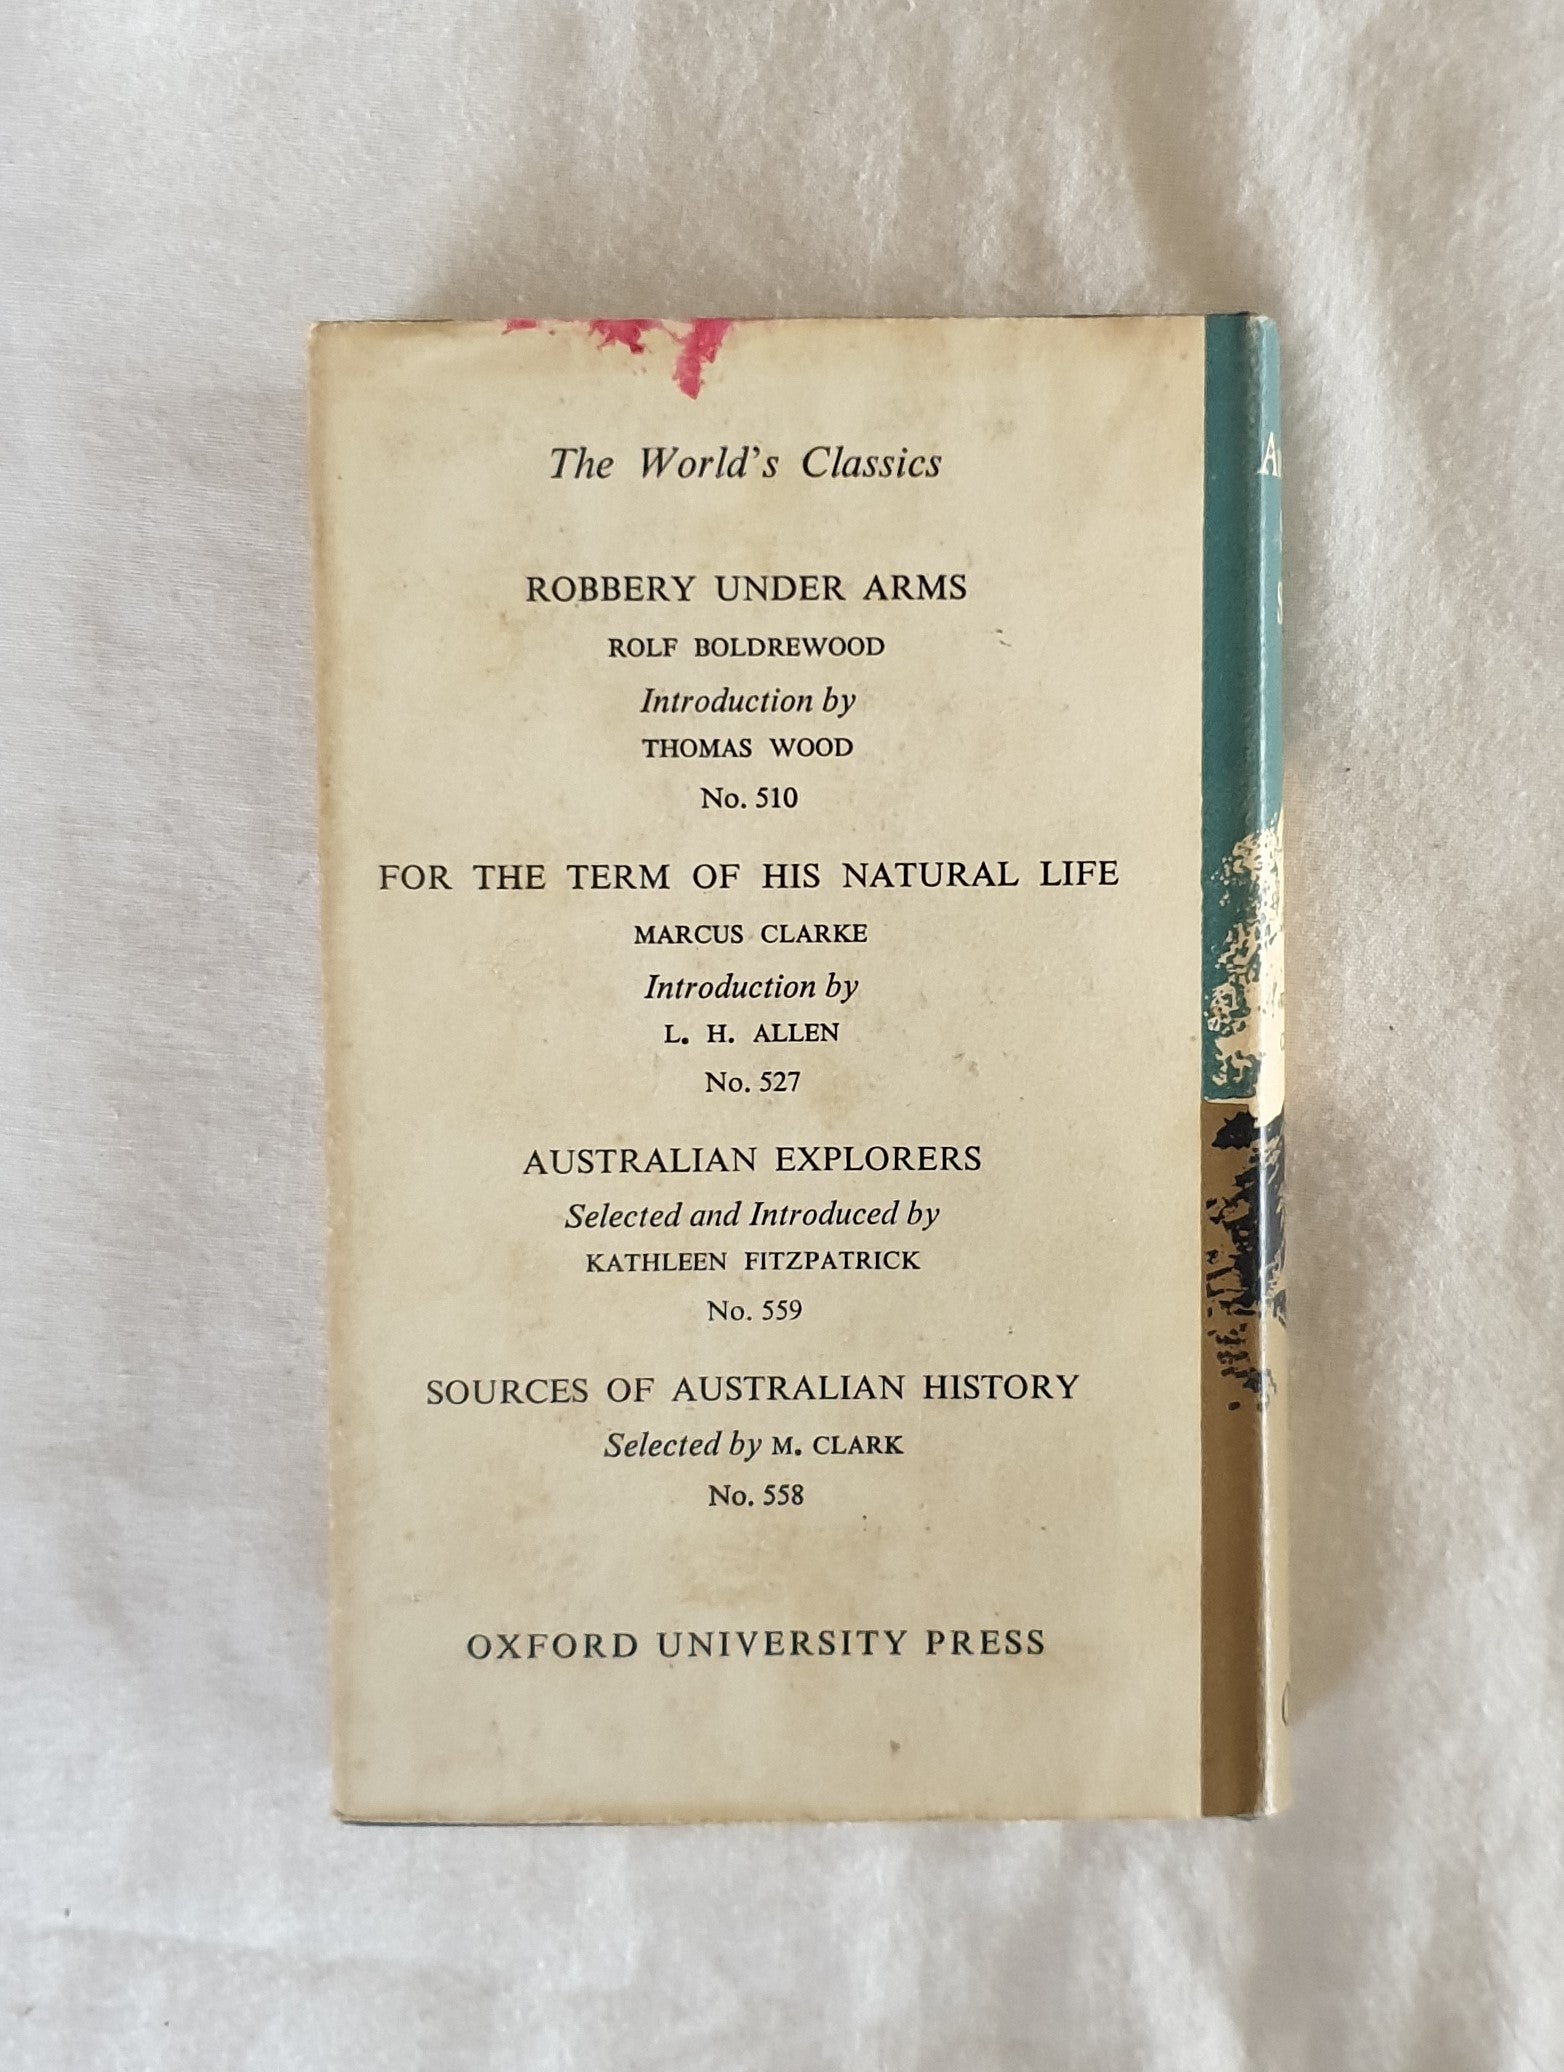 The World's Classics
ROBBERY UNDER ARMS
ROLF BOLDREWOOD
Introduction by
THOMAS WOOD
No. 510
FOR THE TERM OF HIS NATURAL LIFE
MARCUS CLARKE
Introduction by
L. H. ALLEN
No. 527
AUSTRALIAN EXPLORERS
Selected and Introduced by
KATHLEEN FITZPATRICK
No. 559
SOURCES OF AUSTRALIAN HISTORY
Selected by M. CLARK
No. 558
OXFORD UNIVERSITY PRESS